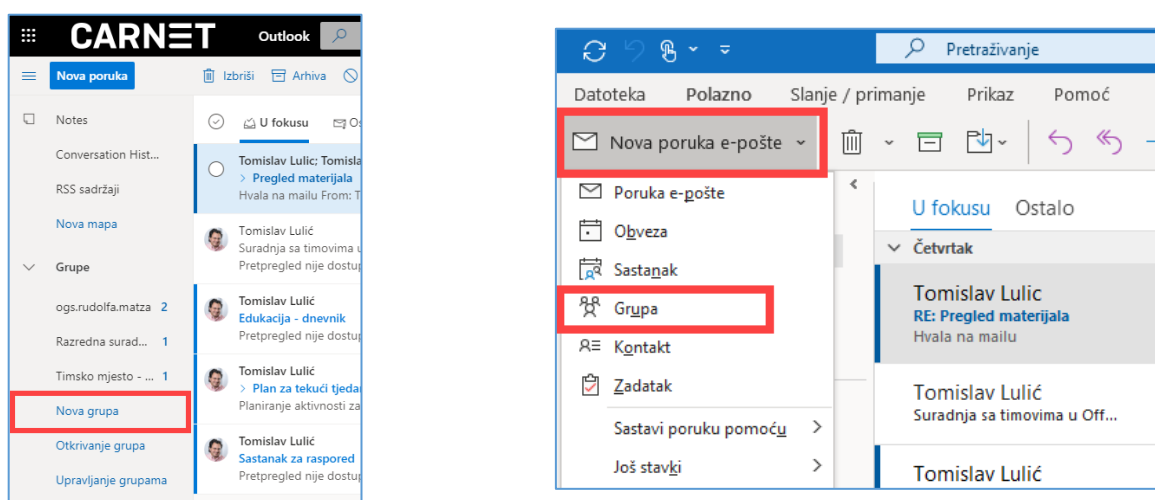 CARNET Outlook
Nova poruka Izbriši Arhiva
Notes
Conversation Hist...
RSS sadržaji
Nova mapa
Grupe
ogs.rudolfa.matza 2
Razredna surad... 1
Timsko mjesto - ... 1
Nova grupa
Otkrivanje grupa
Upravljanje grupama
U fokusu
Tomislav Lulic; Tomisla
> Pregled materijala
Hvala na mailu From: T
Tomislav Lulić
Suradnja sa timovima u
Pretpregled nije dostup
Tomislav Lulić
Edukacija - dnevnik
Pretpregled nije dostup
Tomislav Lulić
> Plan za tekući tjedan
Planiranje aktivnosti za
Tomislav Lulić
Sastanak za raspored
Pretpregled nije dostup
Pretraživanje
Datoteka Polazno Slanje / primanje Prikaz Pomoć
Nova poruka e-pošte
Poruka e-pošte
Obveza
Sastanak
Grupa
Kontakt
Zadatak
Sastavi poruku pomoću >
Još stavki >
U fokusu Ostalo
Četvrtak
Tomislav Lulic
RE: Pregled materijala
Hvala na mailu
Tomislav Lulić
Suradnja sa timovima u Off...
Tomislav Lulić